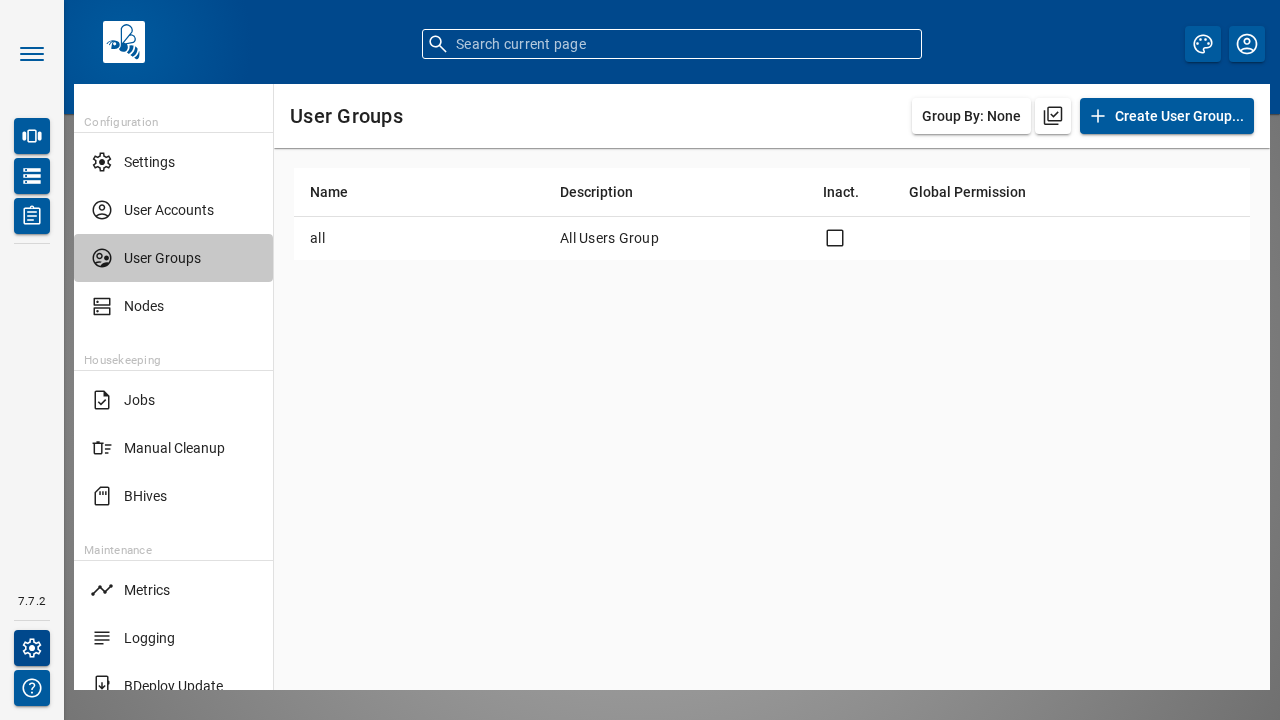 Search current page
Configuration
Settings
User Accounts
User Groups
Nodes
Housekeeping
Jobs
Manual Cleanup
BHives
Maintenance
Metrics
Logging
BDeploy Update
7.7.2
User Groups
Group By: None
Create User Group...
Name Description Inact. Global Permission
all All Users Group